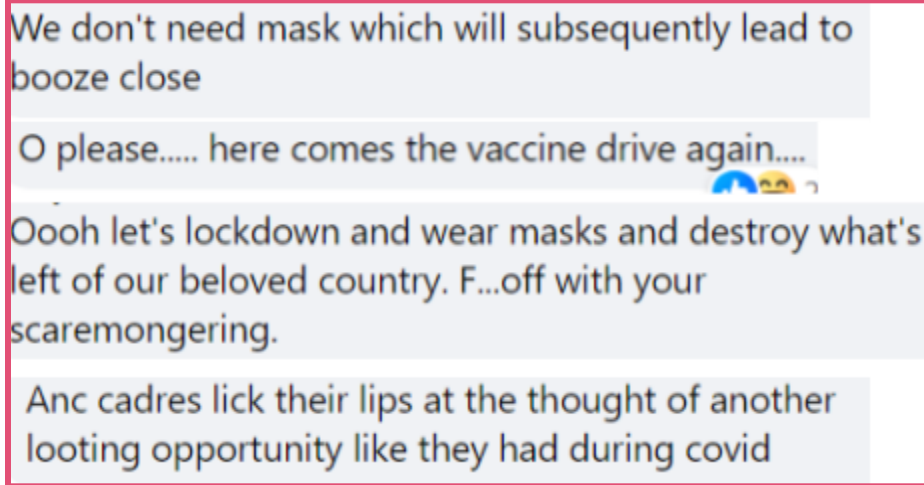 We don't need mask which will subsequently lead to
booze close
O please..... here comes the vaccine drive again....
Oooh let's lockdown and wear masks and destroy what's
left of our beloved country. F...off with your
scaremongering.
Anc cadres lick their lips at the thought of another
looting opportunity like they had during covid